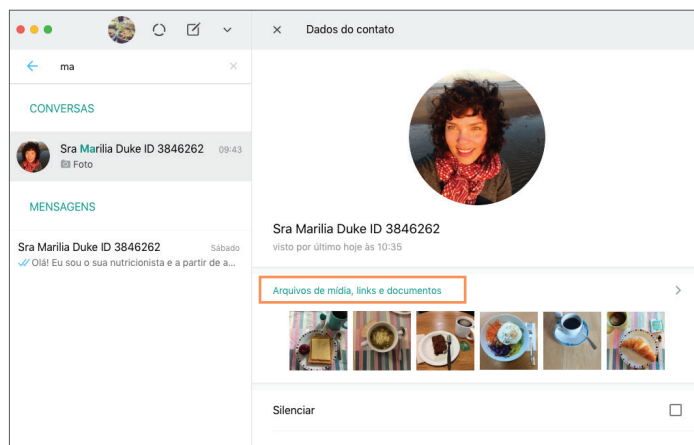 Dados do contato
ma
CONVERSAS
Sra Marilia Duke ID 3846262 09:43
Foto
MENSAGENS
Sra Marilia Duke ID 3846262 Sábado
Olá! Eu sou o sua nutricionista e a partir de a...
Sra Marilia Duke ID 3846262
visto por último hoje às 10:35
Arquivos de mídia, links e documentos
Silenciar